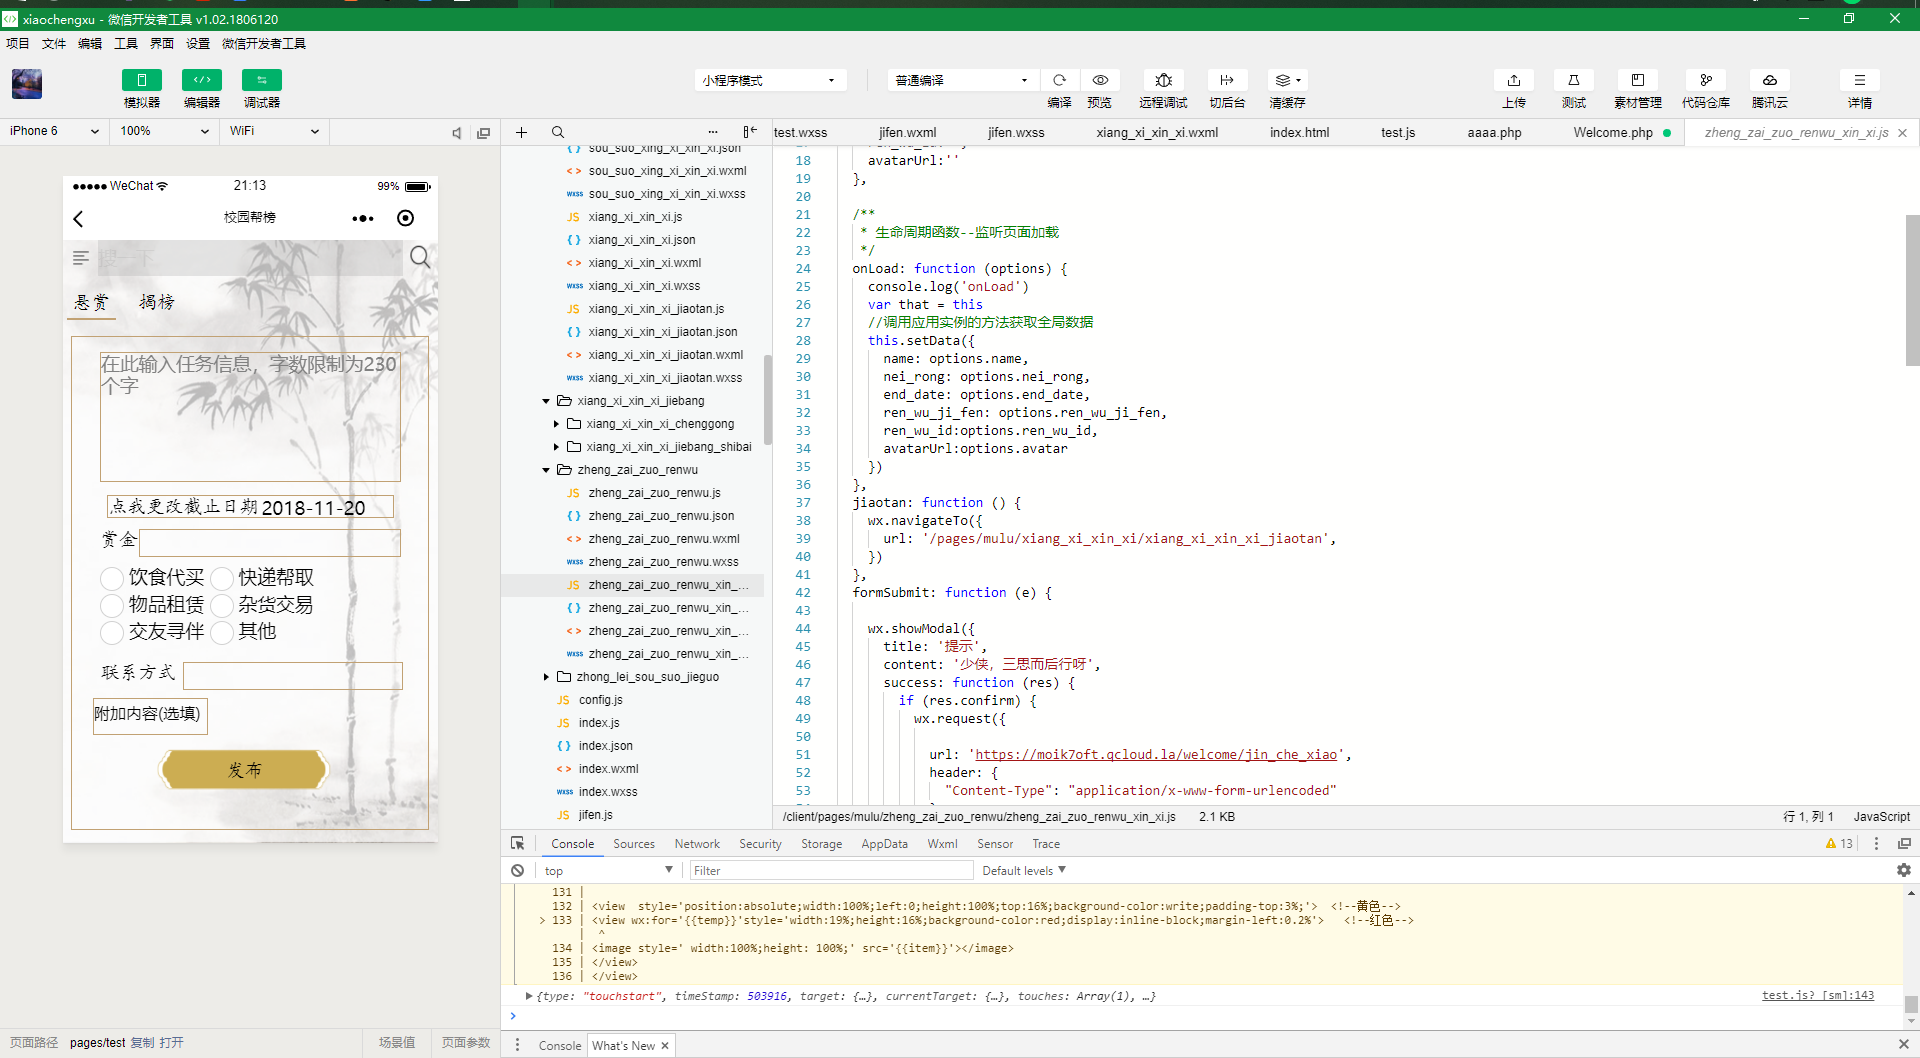 xiaochengxu - 微信开发者工具 v1.02.1806120
项目 文件 编辑 工具 界面 设置 微信开发者工具
模拟器 编辑器 调试器
小程序模式
普通编译
编译 预览 远程调试 切后台 清缓存
上传 测试 素材管理 代码仓库 腾讯云 详情
iPhone 6 100% WiFi
WeChat 21:13 99%
校园帮榜
搜一下
悬赏 揭榜
在此输入任务信息，字数限制为230
个字
点我更改截止日期 2018-11-20
赏金
饮食代买 快递帮取
物品租赁 杂货交易
交友寻伴 其他
联系方式
附加内容(选填)
发布
页面路径 pages/test 复制 打开 场景值 页面参数
sou_suo_xing_xi_xin_xi.json
sou_suo_xing_xi_xin_xi.wxml
sou_suo_xing_xi_xin_xi.wxss
JS xiang_xi_xin_xi.js
{ } xiang_xi_xin_xi.json
<> xiang_xi_xin_xi.wxml
wxss xiang_xi_xin_xi.wxss
JS xiang_xi_xin_xi_jiaotan.js
{ } xiang_xi_xin_xi_jiaotan.json
<> xiang_xi_xin_xi_jiaotan.wxml
wxss xiang_xi_xin_xi_jiaotan.wxss
xiang_xi_xin_xi_jiebang
xiang_xi_xin_xi_chenggong
xiang_xi_xin_xi_jiebang_shibai
zheng_zai_zuo_renwu
JS zheng_zai_zuo_renwu.js
{ } zheng_zai_zuo_renwu.json
<> zheng_zai_zuo_renwu.wxml
wxss zheng_zai_zuo_renwu.wxss
JS zheng_zai_zuo_renwu_xin_...
{ } zheng_zai_zuo_renwu_xin_...
<> zheng_zai_zuo_renwu_xin_...
wxss zheng_zai_zuo_renwu_xin_...
zhong_lei_sou_suo_jieguo
JS config.js
JS index.js
{ } index.json
<> index.wxml
wxss index.wxss
jifen.js
test.wxss jifen.wxml jifen.wxss xiang_xi_xin_xi.wxml index.html test.js aaaa.php Welcome.php zheng_zai_zuo_renwu_xin_xi.js
18 avatarUrl:''
19 },
20
21 /**
22 * 生命周期函数--监听页面加载
23 */
24 onLoad: function (options) {
25 console.log('onLoad')
26 var that = this
27 //调用应用实例的方法获取全局数据
28 this.setData({
29 name: options.name,
30 nei_rong: options.nei_rong,
31 end_date: options.end_date,
32 ren_wu_ji_fen: options.ren_wu_ji_fen,
33 ren_wu_id:options.ren_wu_id,
34 avatarUrl:options.avatar
35 })
36 },
37 jiaotan: function () {
38 wx.navigateTo({
39 url: '/pages/mulu/xiang_xi_xin_xi/xiang_xi_xin_xi_jiaotan',
40 })
41 },
42 formSubmit: function (e) {
43
44 wx.showModal({
45 title: '提示',
46 content: '少侠，三思而后行呀',
47 success: function (res) {
48 if (res.confirm) {
49 wx.request({
50
51 url: 'https://moik7oft.qcloud.la/welcome/jin_che_xiao',
52 header: {
53 "Content-Type": "application/x-www-form-urlencoded"
/client/pages/mulu/zheng_zai_zuo_renwu/zheng_zai_zuo_renwu_xin_xi.js 2.1 KB 行 1, 列 1 JavaScript
Console Sources Network Security Storage AppData Wxml Sensor Trace 13
top Filter Default levels
131 |
132 | <view  style='position:absolute;width:100%;left:0;height:100%;top:16%;background-color:write;padding-top:3%;'>  <!--黄色-->
> 133 | <view wx:for='{{temp}}'style='width:19%;height:16%;background-color:red;display:inline-block;margin-left:0.2%'>   <!--红色-->
| ^
134 | <image style=' width:100%;height: 100%;' src='{{item}}'></image>
135 | </view>
136 | </view>
{type: "touchstart", timeStamp: 503916, target: {…}, currentTarget: {…}, touches: Array(1), …} test.js? [sm]:143
>
Console What's New